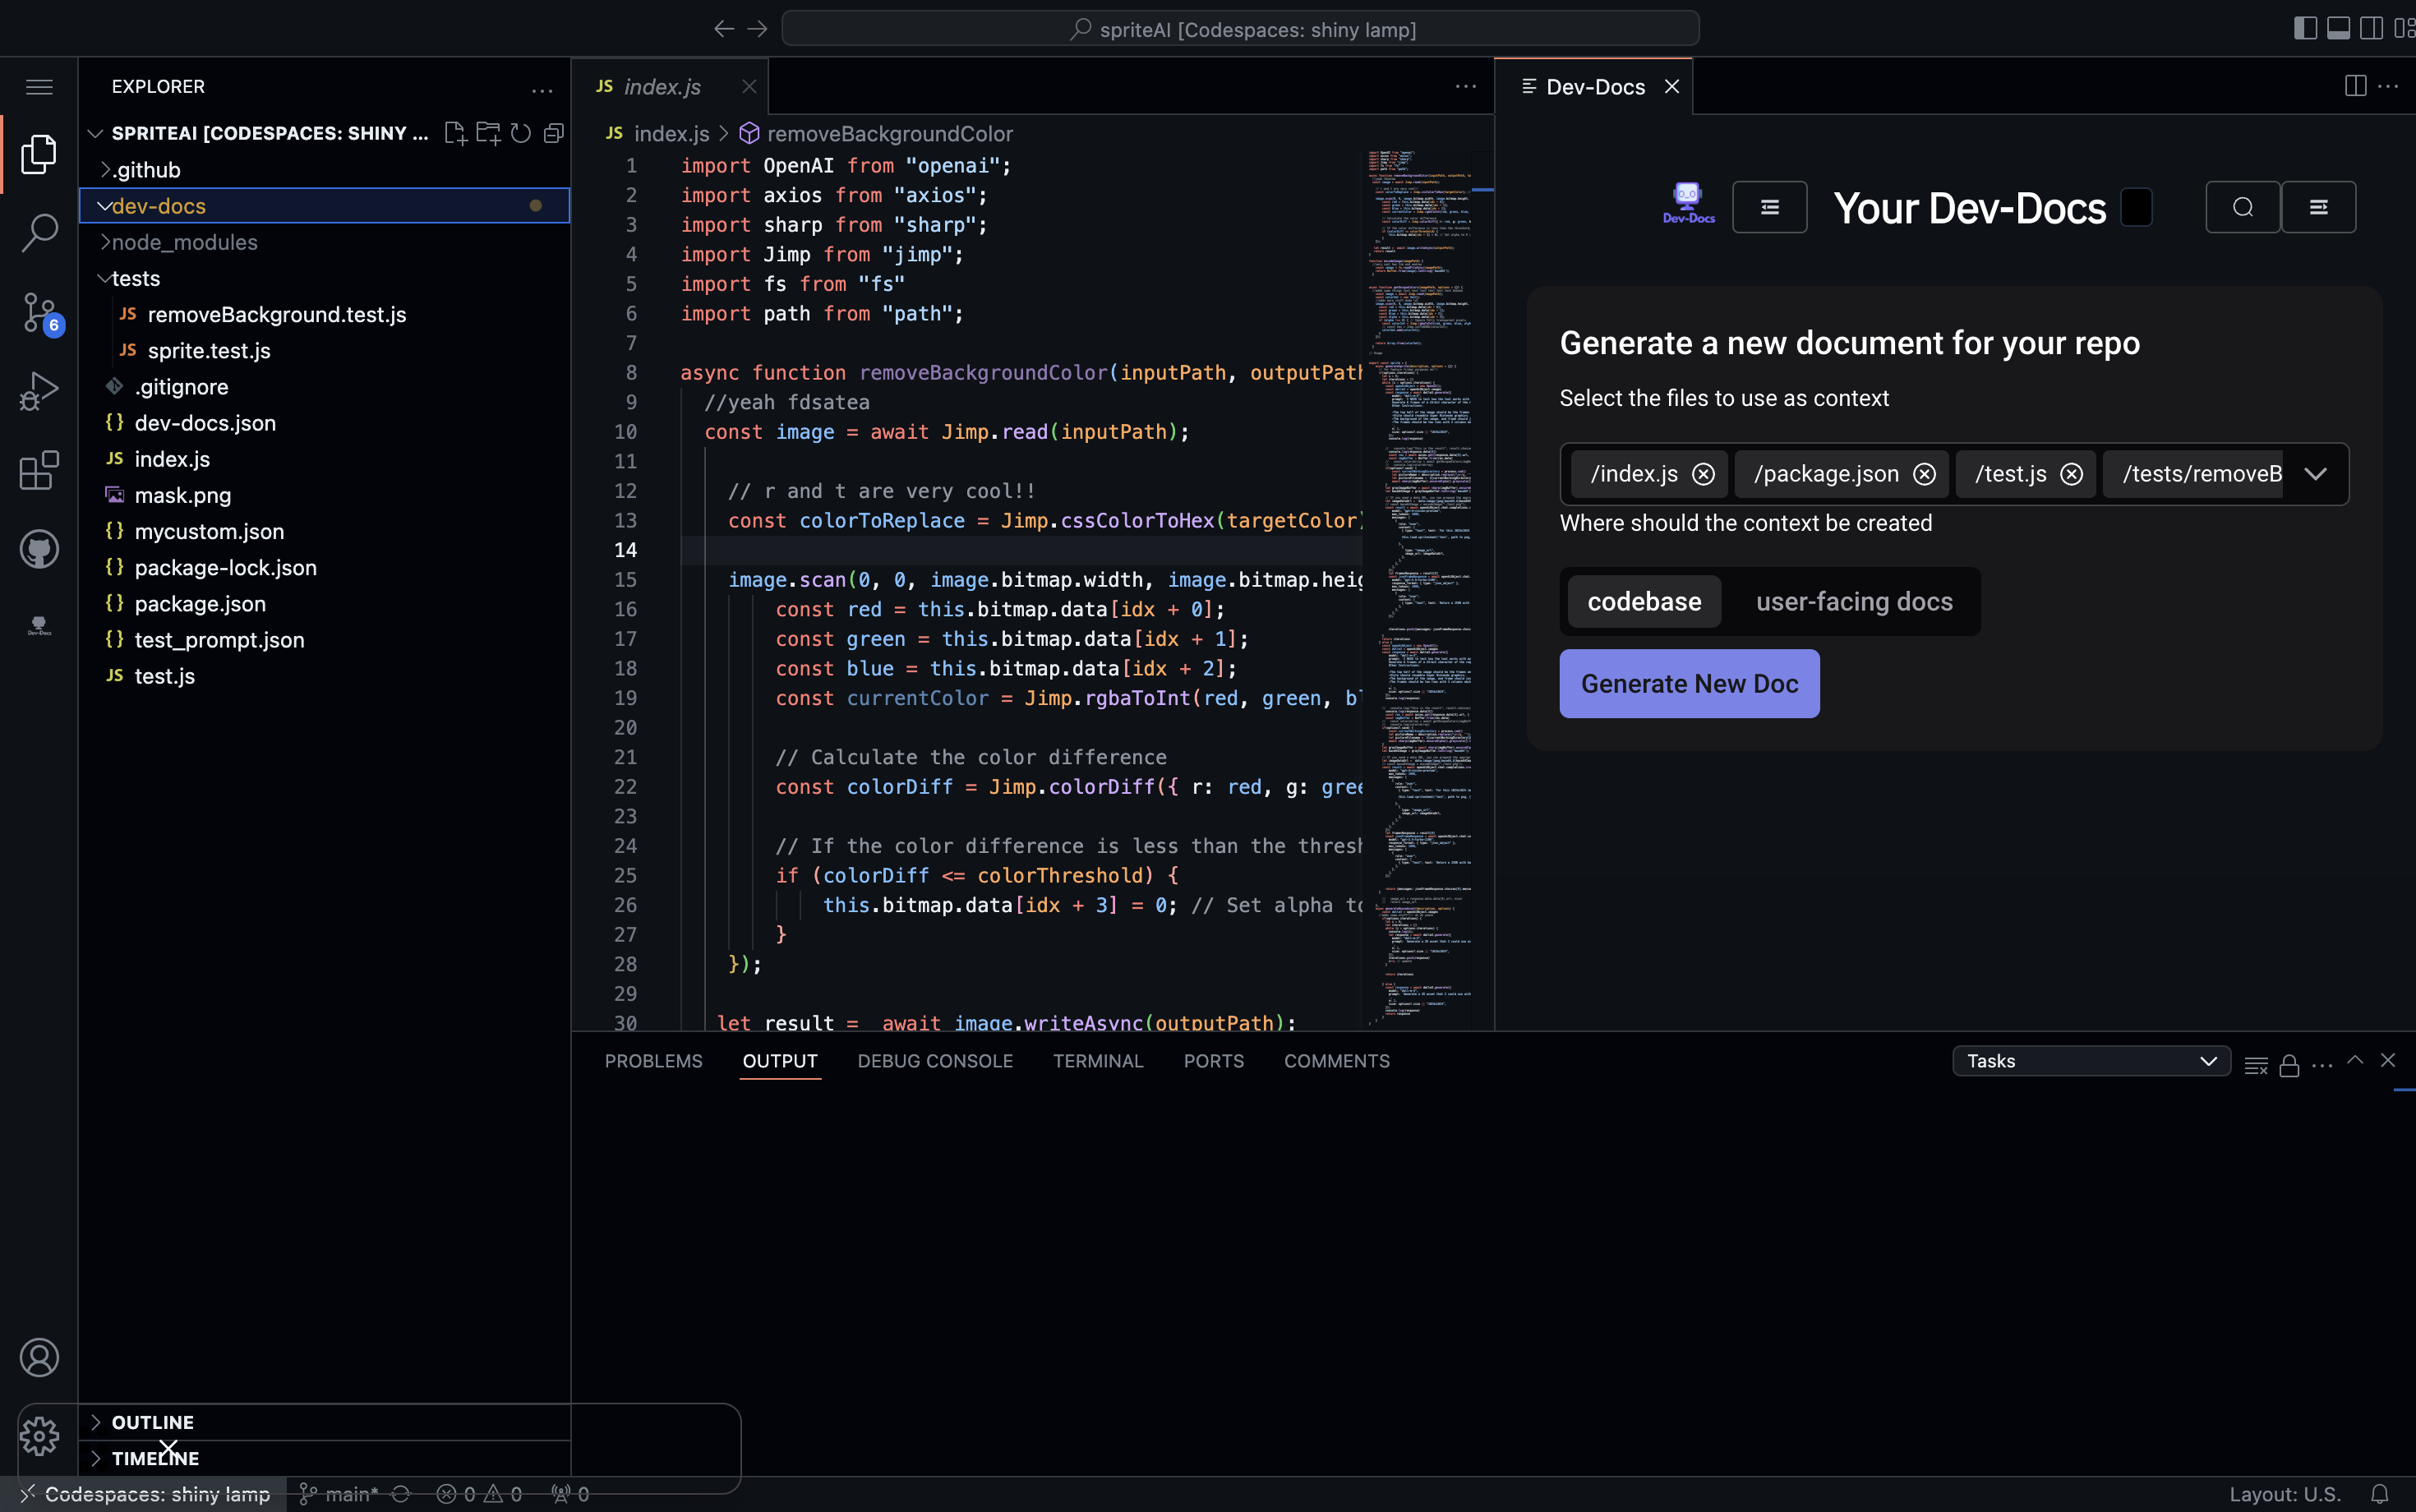 spriteAI [Codespaces: shiny lamp]
EXPLORER
SPRITEAI [CODESPACES: SHINY ...
.github
dev-docs
node_modules
tests
JS removeBackground.test.js
JS sprite.test.js
.gitignore
{} dev-docs.json
JS index.js
mask.png
{} mycustom.json
{} package-lock.json
{} package.json
{} test_prompt.json
JS test.js
6
Dev-Docs
OUTLINE
TIMELINE
JS index.js
JS index.js > removeBackgroundColor
1 import OpenAI from "openai";
2 import axios from "axios";
3 import sharp from "sharp";
4 import Jimp from "jimp";
5 import fs from "fs"
6 import path from "path";
7
8 async function removeBackgroundColor(inputPath, outputPath
9 //yeah fdsatea
10 const image = await Jimp.read(inputPath);
11
12 // r and t are very cool!!
13 const colorToReplace = Jimp.cssColorToHex(targetColor)
14
15 image.scan(0, 0, image.bitmap.width, image.bitmap.heig
16 const red = this.bitmap.data[idx + 0];
17 const green = this.bitmap.data[idx + 1];
18 const blue = this.bitmap.data[idx + 2];
19 const currentColor = Jimp.rgbaToInt(red, green, bl
20
21 // Calculate the color difference
22 const colorDiff = Jimp.colorDiff({ r: red, g: gree
23
24 // If the color difference is less than the thresh
25 if (colorDiff <= colorThreshold) {
26 this.bitmap.data[idx + 3] = 0; // Set alpha to
27 }
28 });
29
30 let result = await image.writeAsync(outputPath);
Dev-Docs
Dev-Docs
Your Dev-Docs
Generate a new document for your repo
Select the files to use as context
/index.js /package.json /test.js /tests/removeB
Where should the context be created
codebase user-facing docs
Generate New Doc
PROBLEMS OUTPUT DEBUG CONSOLE TERMINAL PORTS COMMENTS
Tasks
Codespaces: shiny lamp main* 0 0 0
Layout: U.S.